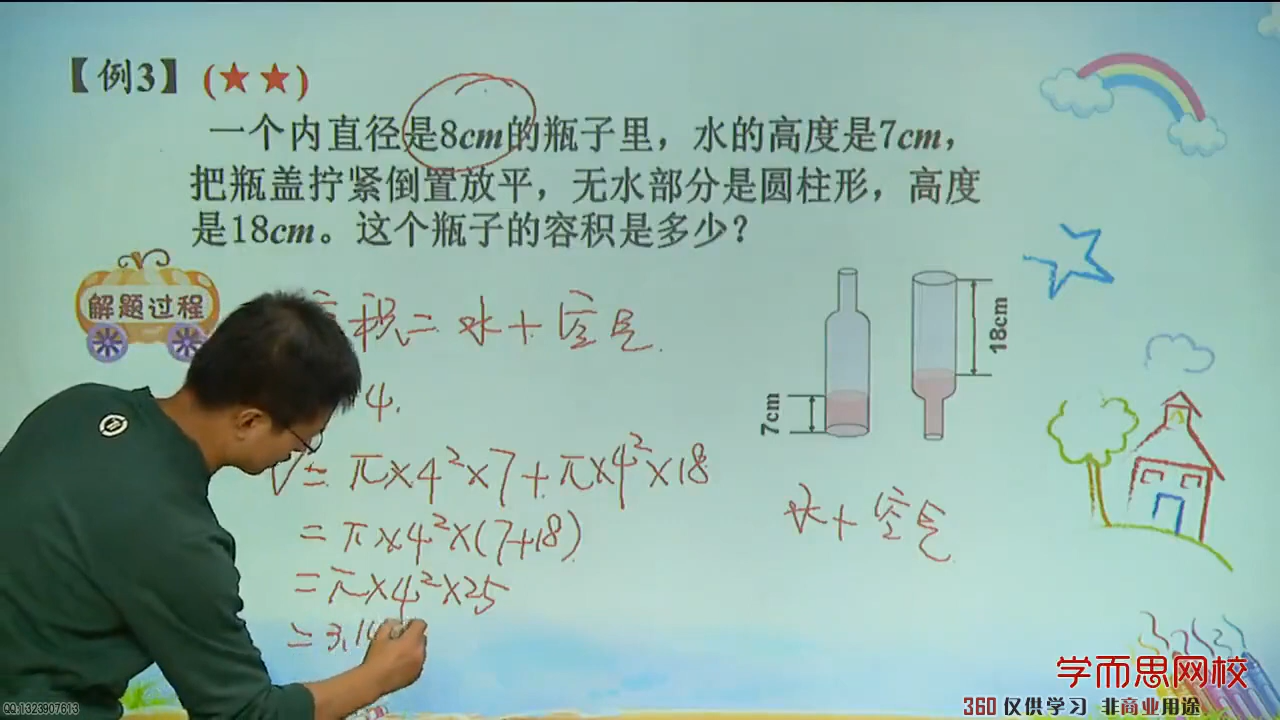 【例3】(★★)
一个内直径是8cm的瓶子里，水的高度是7cm，
把瓶盖拧紧倒置放平，无水部分是圆柱形，高度
是18cm。这个瓶子的容积是多少？
解题过程
积=水+空气
4.
V=π×4²×7+π×4²×18
=π×4²×(7+18)
=π×4²×25
=3.14
7cm
18cm
水+空气
学而思网校
360仅供学习 非商业用途
QQ:1323907613